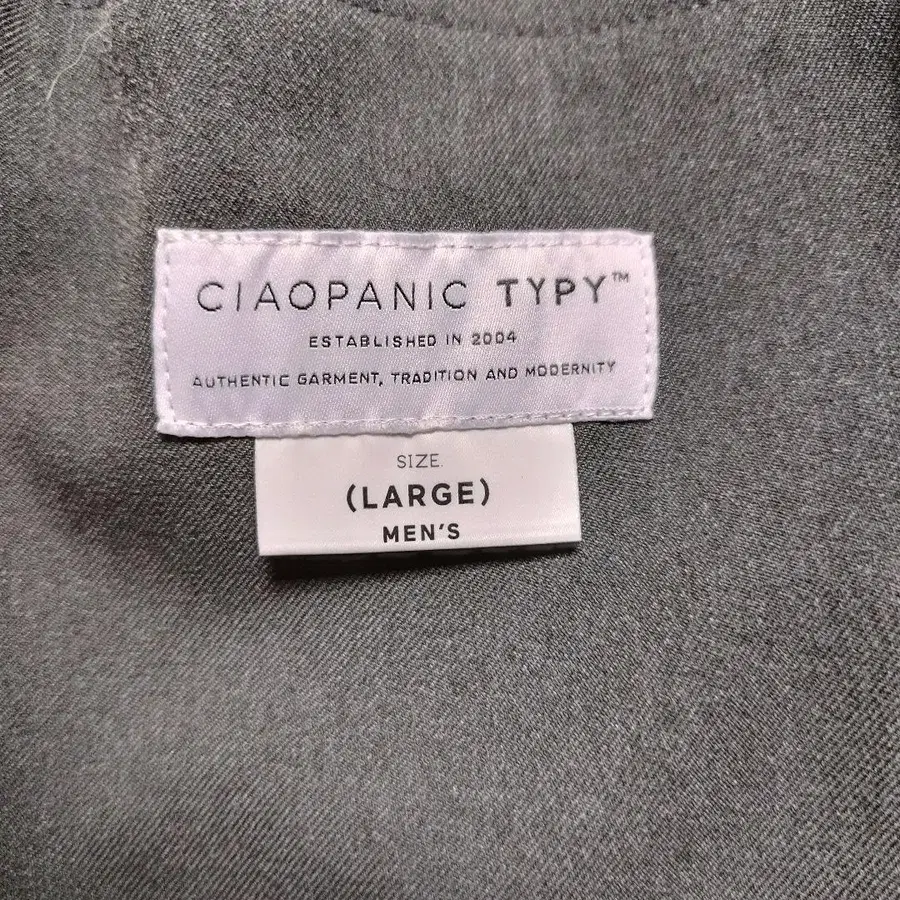 CIAOPANIC TYPY™
ESTABLISHED IN 2004
AUTHENTIC GARMENT, TRADITION AND MODERNITY
SIZE.
(LARGE)
MEN'S